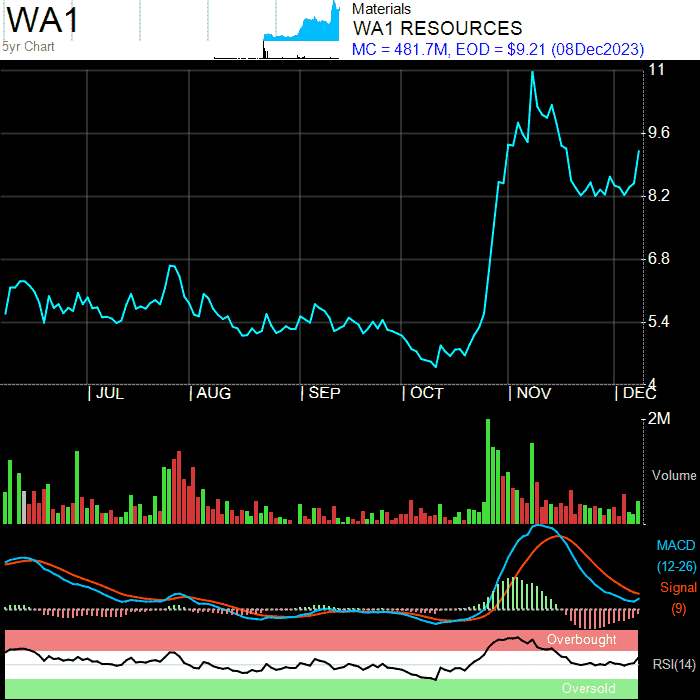 WA1
5yr Chart
Materials
WA1 RESOURCES
MC = 481.7M, EOD = $9.21 (08Dec2023)
11
9.6
8.2
6.8
5.4
4
JUL
AUG
SEP
OCT
NOV
DEC
2M
Volume
MACD
(12-26)
Signal
(9)
Overbought
RSI(14)
Oversold